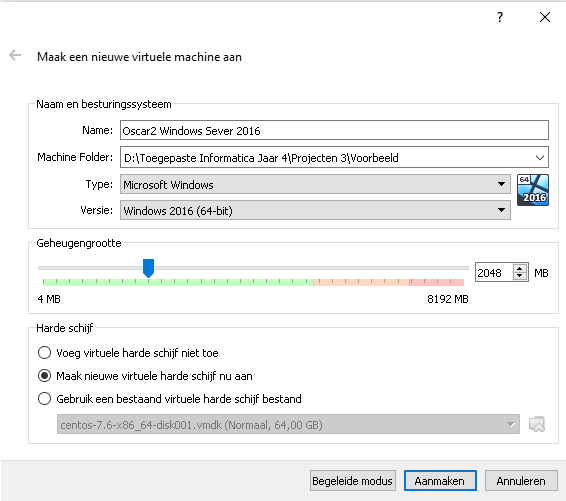 ?
Maak een nieuwe virtuele machine aan
Naam en besturingssysteem
Name: Oscar2 Windows Sever 2016
Machine Folder: D:\Toegepaste Informatica Jaar 4\Projecten 3\Voorbeeld
Type: Microsoft Windows
64
2016
Versie: Windows 2016 (64-bit)
Geheugengrootte
2048 MB
4 MB 8192 MB
Harde schijf
Voeg virtuele harde schijf niet toe
Maak nieuwe virtuele harde schijf nu aan
Gebruik een bestaand virtuele harde schijf bestand
centos-7.6-x86_64-disk001.vmdk (Normaal, 64,00 GB)
Begeleide modus Aanmaken Annuleren